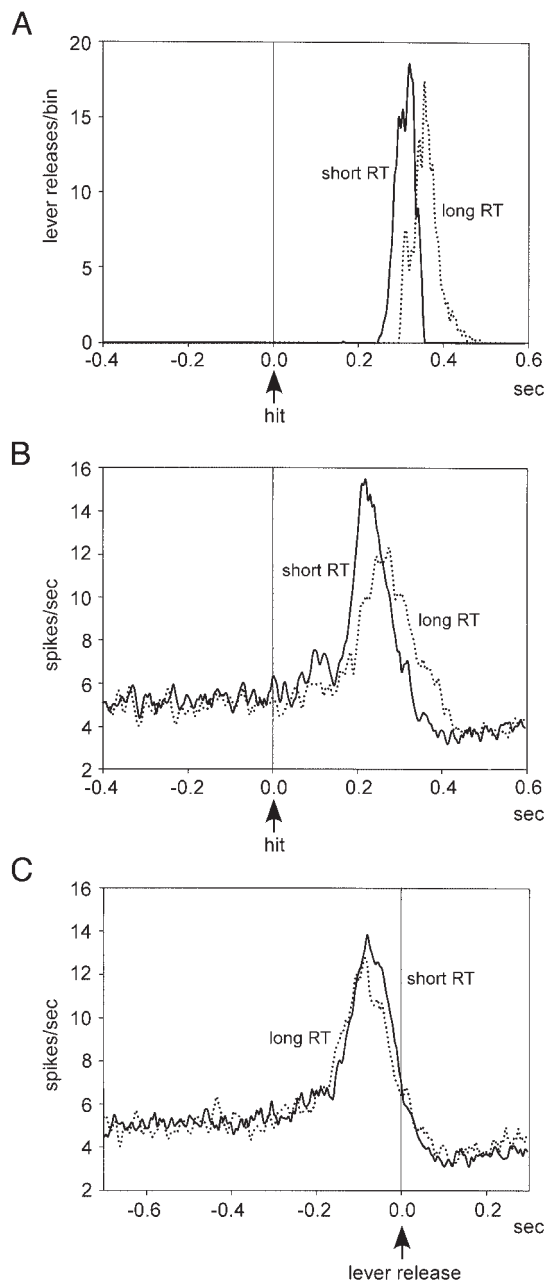 A
20
15
10
5
0
lever releases/bin
short RT
long RT
-0.4
-0.2
0.0
0.2
0.4
0.6
sec
hit
B
16
14
12
10
8
6
4
2
spikes/sec
short RT
long RT
-0.4
-0.2
0.0
0.2
0.4
0.6
sec
hit
C
16
14
12
10
8
6
4
2
spikes/sec
short RT
long RT
-0.6
-0.4
-0.2
0.0
0.2
sec
lever release